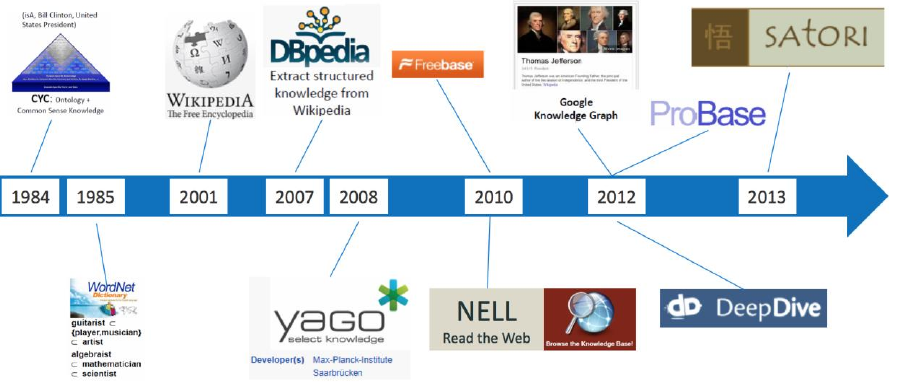 {isA, Bill Clinton, United
States President}
CYC: Ontology +
Common Sense Knowledge
WIKIPEDIA
The Free Encyclopedia
DBpedia
Extract structured
knowledge from
Wikipedia
Freebase
Thomas Jefferson
Google
Knowledge Graph
ProBase
悟
SATORI
1984
1985
2001
2007
2008
2010
2012
2013
WordNet
Dictionary
guitarist ⊂
{player,musician}
⊂ artist
algebraist
⊂ mathematician
⊂ scientist
yago
select knowledge
Developer(s) Max-Planck-Institute
Saarbrücken
NELL
Read the Web
Browse the Knowledge Base!
DeepDive